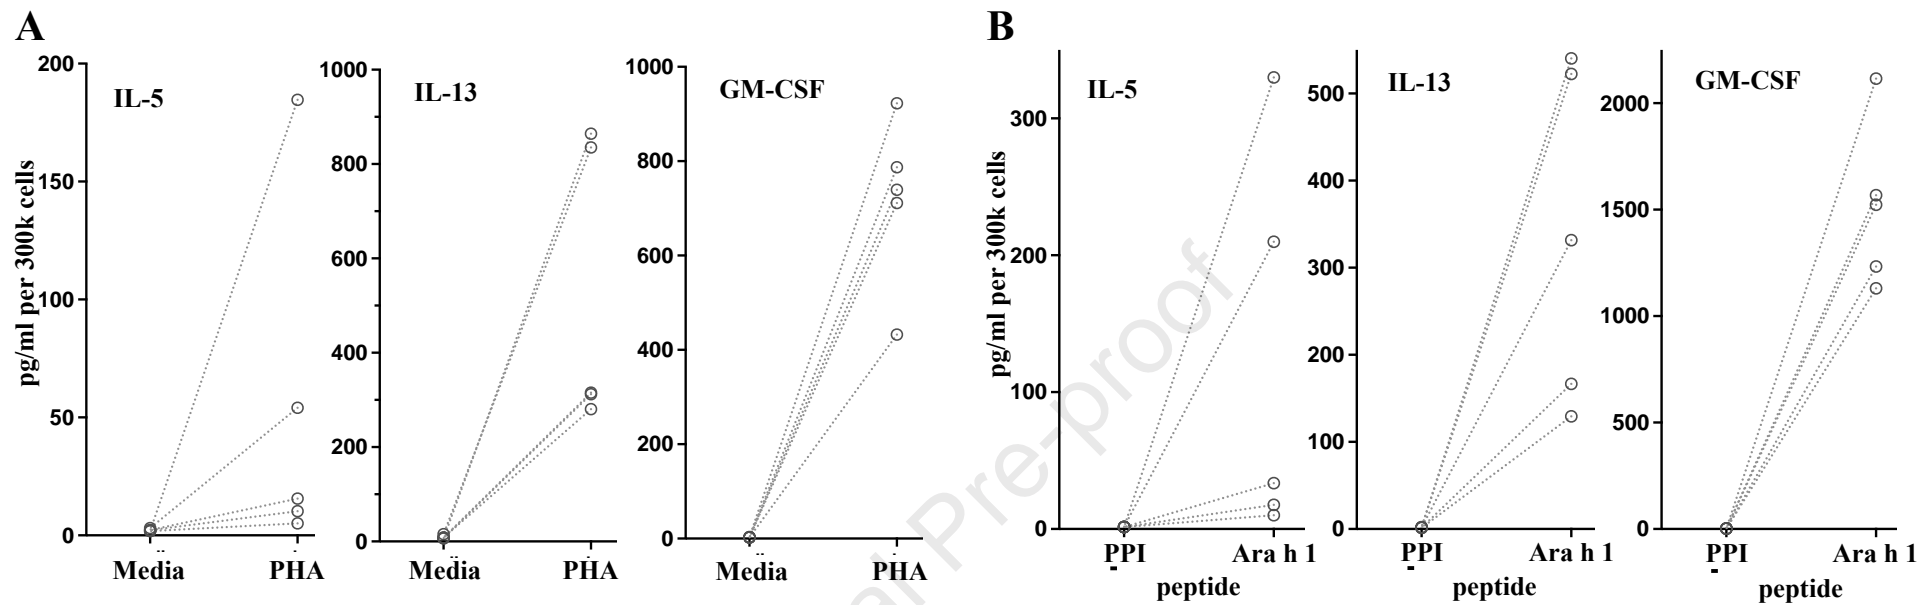 A
B
pg/ml per 300k cells
IL-5
200
150
100
50
0
Media
PHA
IL-13
1000
800
600
400
200
0
Media
PHA
GM-CSF
1000
800
600
400
200
0
Media
PHA
pg/ml per 300k cells
IL-5
300
200
100
0
PPI
Ara h 1
peptide
IL-13
500
400
300
200
100
0
PPI
Ara h 1
peptide
GM-CSF
2000
1500
1000
500
0
PPI
Ara h 1
peptide
al Pre-proof